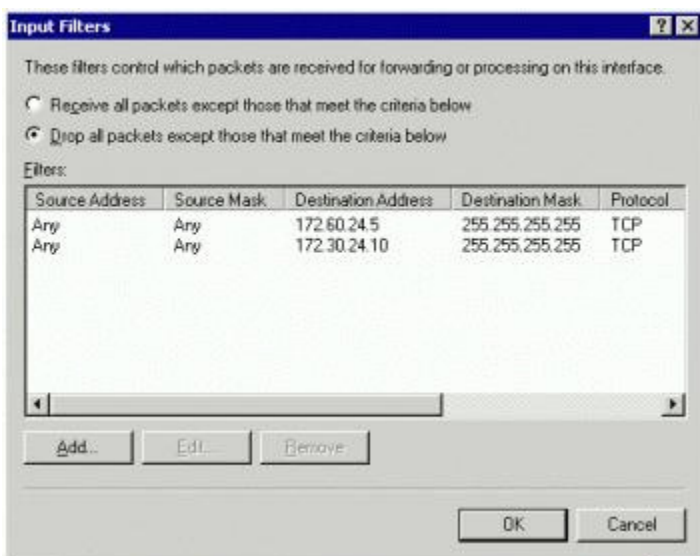 Input Filters
These filters control which packets are received for forwarding or processing on this interface.
Receive all packets except those that meet the criteria below
Drop all packets except those that meet the criteria below
Filters:
Source Address Source Mask Destination Address Destination Mask Protocol
Any Any 172.60.24.5 255.255.255.255 TCP
Any Any 172.30.24.10 255.255.255.255 TCP
Add... Edit... Remove
OK Cancel